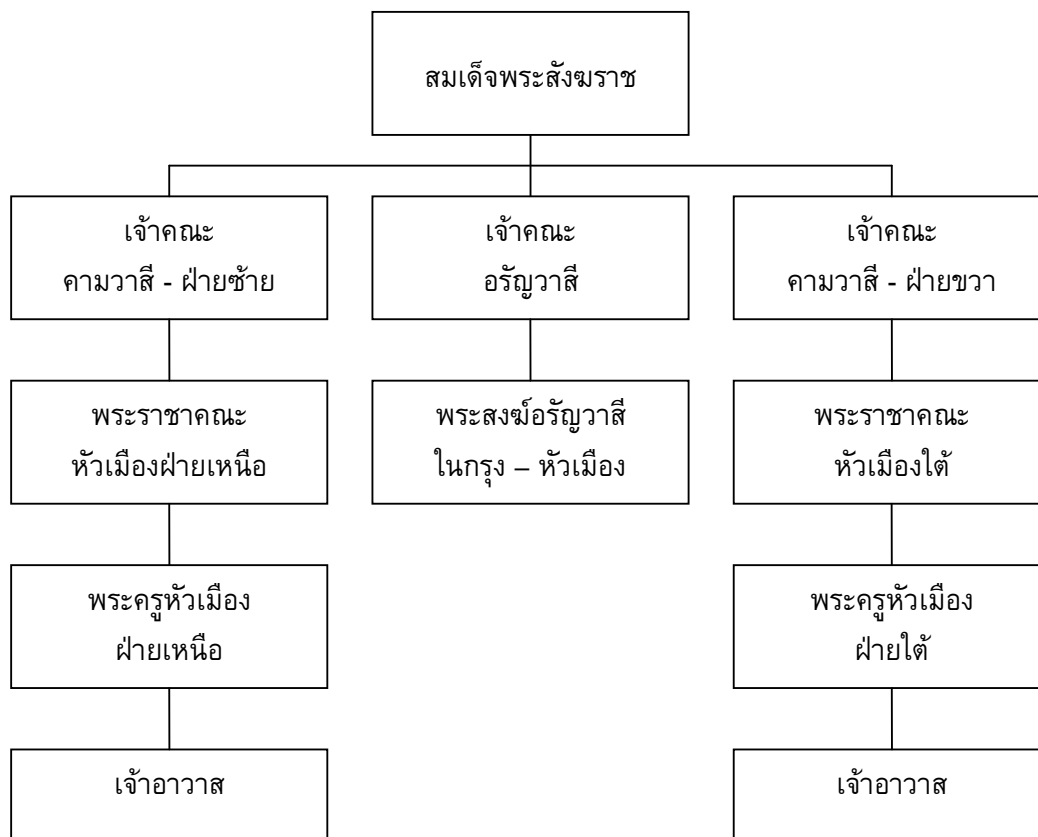 สมเด็จพระสังฆราช
เจ้าคณะ
คามวาสี - ฝ่ายซ้าย
เจ้าคณะ
อรัญวาสี
เจ้าคณะ
คามวาสี - ฝ่ายขวา
พระราชาคณะ
หัวเมืองฝ่ายเหนือ
พระสงฆ์อรัญวาสี
ในกรุง – หัวเมือง
พระราชาคณะ
หัวเมืองใต้
พระครูหัวเมือง
ฝ่ายเหนือ
พระครูหัวเมือง
ฝ่ายใต้
เจ้าอาวาส
เจ้าอาวาส